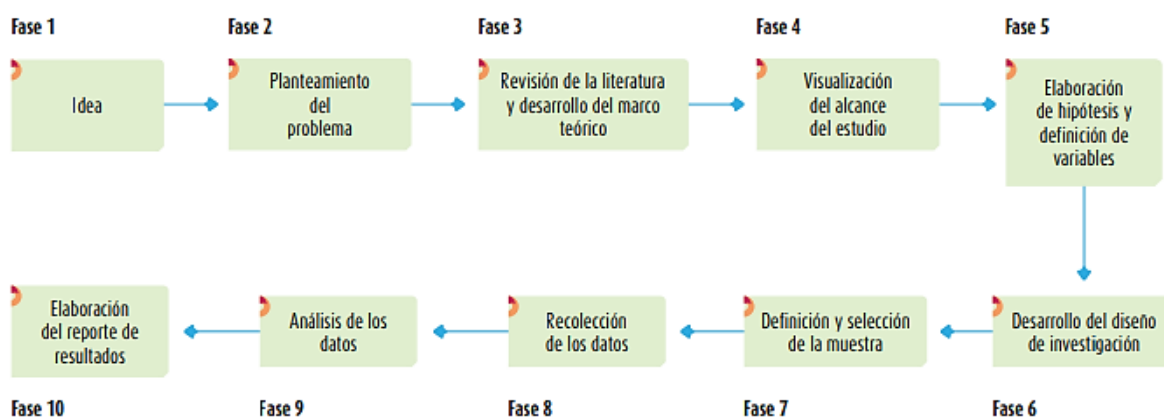 Fase 1
Idea
Fase 2
Planteamiento
del
problema
Fase 3
Revisión de la literatura
y desarrollo del marco
teórico
Fase 4
Visualización
del alcance
del estudio
Fase 5
Elaboración
de hipótesis y
definición de
variables
Desarrollo del diseño
de investigación
Fase 6
Definición y selección
de la muestra
Fase 7
Recolección
de los datos
Fase 8
Análisis de los
datos
Fase 9
Elaboración
del reporte de
resultados
Fase 10